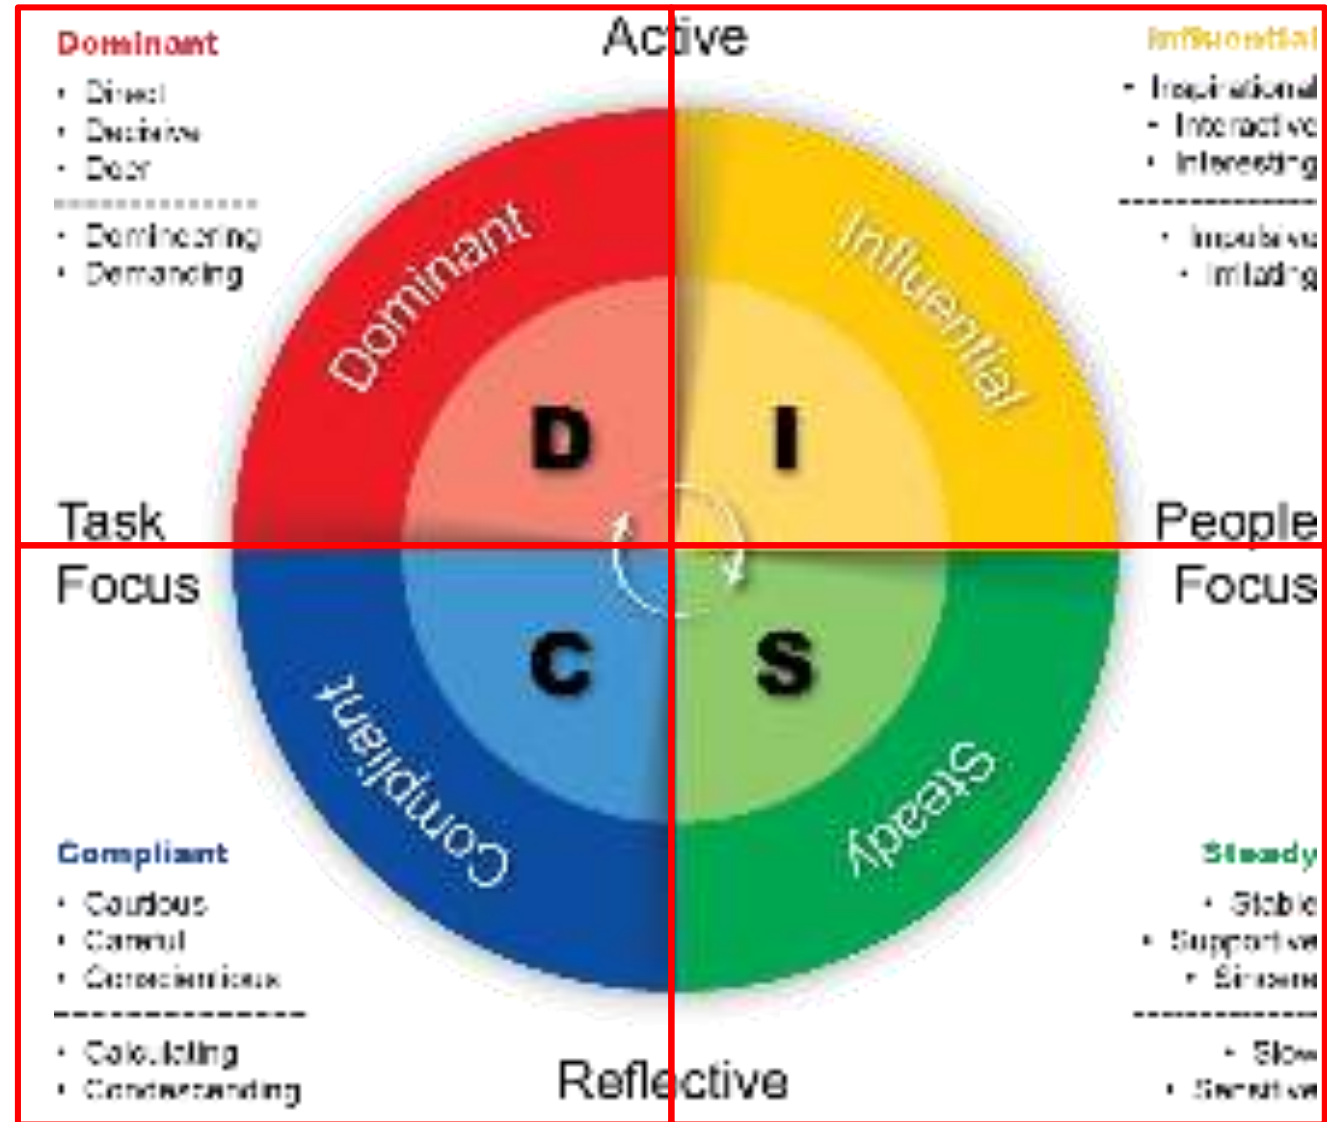 Active
Dominant
• Direct
• Decisive
• Doer
--------------
• Domineering
• Demanding
Influential
• Inspirational
• Interactive
• Interesting
--------------
• Impulsive
• Irritating
Dominant
Influential
D
I
Task
Focus
People
Focus
C
S
Compliant
Steady
Compliant
• Cautious
• Careful
• Conscientious
--------------
• Calculating
• Condescending
Steady
• Stable
• Supportive
• Sincere
--------------
• Slow
• Sensitive
Reflective